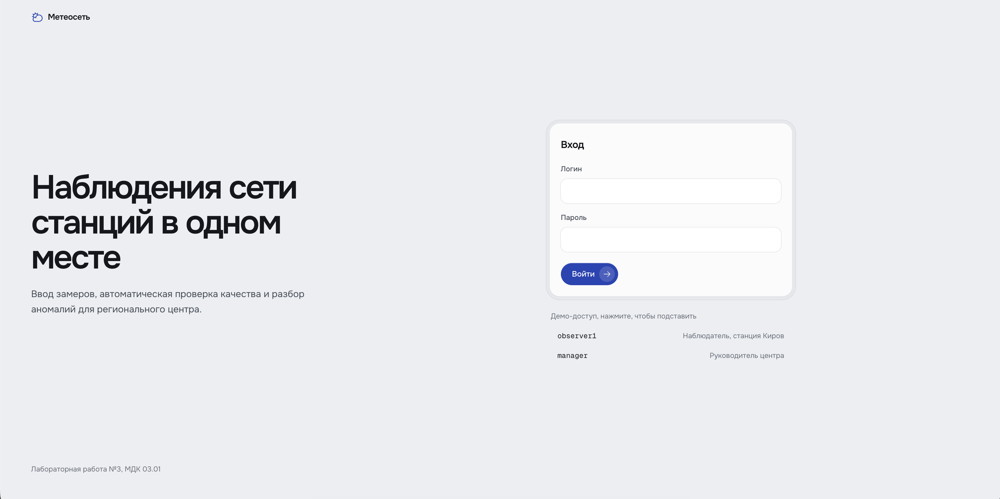 Метеосеть
Наблюдения сети
станций в одном
месте
Ввод замеров, автоматическая проверка качества и разбор
аномалий для регионального центра.
Лабораторная работа №3, МДК 03.01
Вход
Логин
Пароль
Войти
Демо-доступ, нажмите, чтобы подставить
observer1 Наблюдатель, станция Киров
manager Руководитель центра